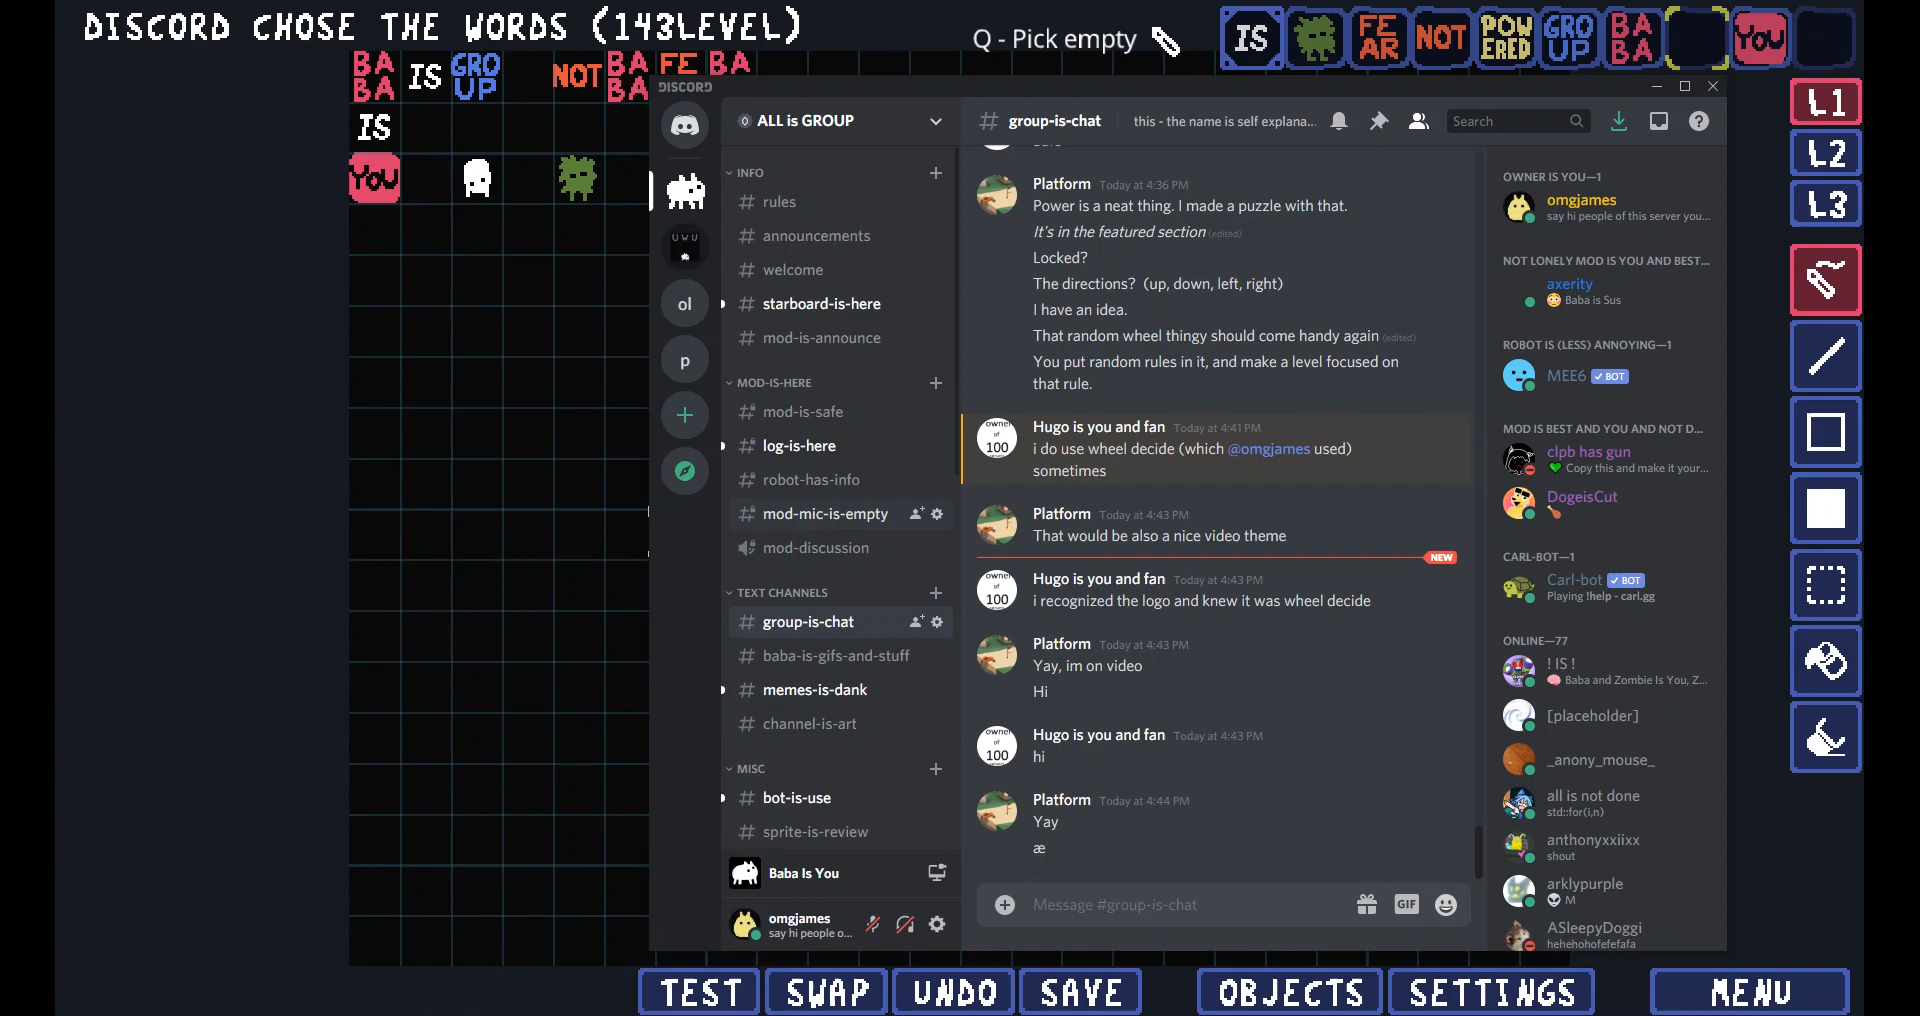 DISCORD CHOSE THE WORDS (143LEVEL)
Q - Pick empty
IS
FEAR
NOT
POWERED
GROUP
BABA
YOU
BABA IS GROUP NOT BABA FE BA
IS
YOU
L1
L2
L3
DISCORD
ol
p
ALL is GROUP
INFO
rules
announcements
welcome
starboard-is-here
mod-is-announce
MOD-IS-HERE
mod-is-safe
log-is-here
robot-has-info
mod-mic-is-empty
mod-discussion
TEXT CHANNELS
group-is-chat
baba-is-gifs-and-stuff
memes-is-dank
channel-is-art
MISC
bot-is-use
sprite-is-review
Baba Is You
omgjames
say hi people o...
# group-is-chat
this - the name is self explana...
Search
Platform Today at 4:36 PM
Power is a neat thing. I made a puzzle with that.
It's in the featured section (edited)
Locked?
The directions? (up, down, left, right)
I have an idea.
That random wheel thingy should come handy again (edited)
You put random rules in it, and make a level focused on
that rule.
owner of 100
Hugo is you and fan Today at 4:41 PM
i do use wheel decide (which @omgjames used)
sometimes
Platform Today at 4:43 PM
That would be also a nice video theme
NEW
owner of 100
Hugo is you and fan Today at 4:43 PM
i recognized the logo and knew it was wheel decide
Platform Today at 4:43 PM
Yay, im on video
Hi
owner of 100
Hugo is you and fan Today at 4:43 PM
hi
Platform Today at 4:44 PM
Yay
æ
Message #group-is-chat
GIF
OWNER IS YOU—1
omgjames
say hi people of this server you...
NOT LONELY MOD IS YOU AND BEST...
axerity
Baba is Sus
ROBOT IS (LESS) ANNOYING—1
MEE6 ✓ BOT
MOD IS BEST AND YOU AND NOT D...
clpb has gun
Copy this and make it your...
DogeisCut
CARL-BOT—1
Carl-bot ✓ BOT
Playing !help - carl.gg
ONLINE—77
! IS !
Baba and Zombie Is You, Z...
[placeholder]
_anony_mouse_
all is not done
std::for(i,n)
anthonyxxiixx
shout
arklypurple
M
ASleepyDoggi
hehehohofefefafa
TEST
SWAP
UNDO
SAVE
OBJECTS
SETTINGS
MENU